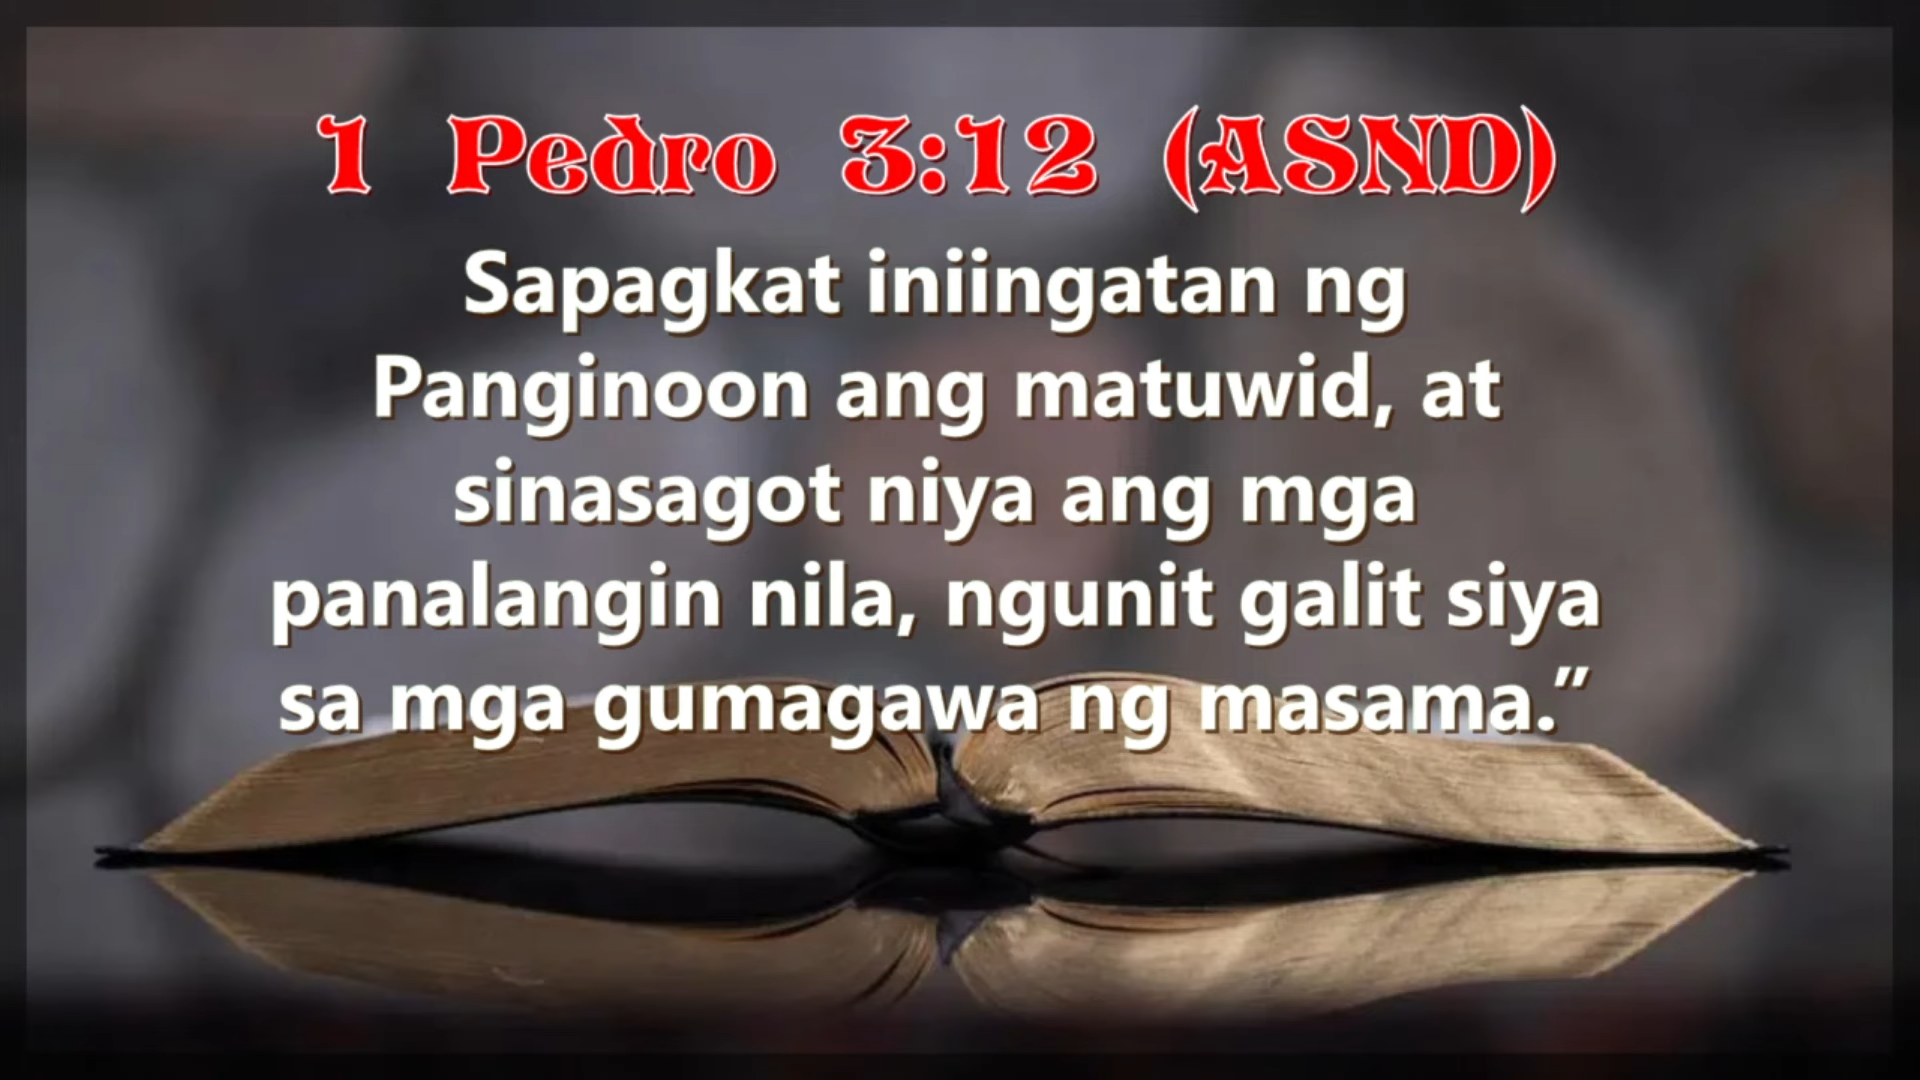 1 Pedro 3:12 (ASND)
Sapagkat iniingatan ng
Panginoon ang matuwid, at
sinasagot niya ang mga
panalangin nila, ngunit galit siya
sa mga gumagawa ng masama.”